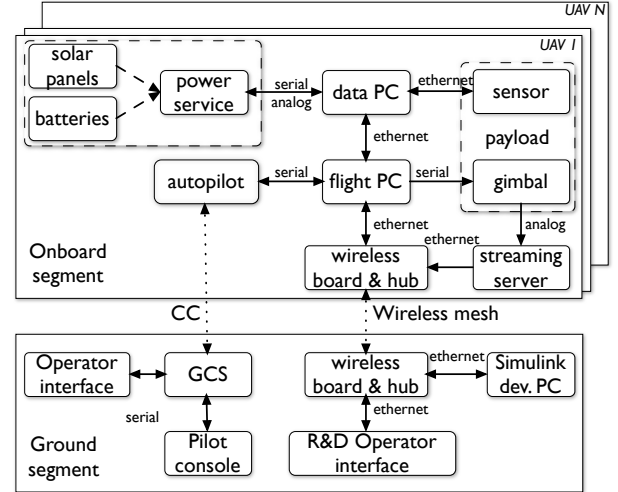 UAV N
UAV 1
solar
panels
batteries
power
service
serial
analog
data PC
ethernet
sensor
payload
ethernet
autopilot
serial
flight PC
serial
gimbal
ethernet
analog
ethernet
Onboard
segment
wireless
board & hub
streaming
server
CC
Wireless mesh
Operator
interface
GCS
wireless
board & hub
ethernet
Simulink
dev. PC
serial
ethernet
Ground
segment
Pilot
console
R&D Operator
interface